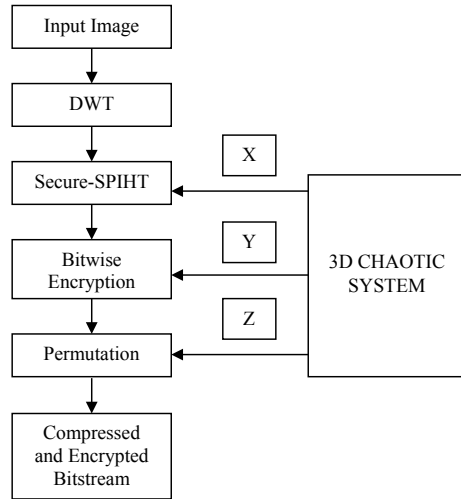 Input Image
DWT
X
Secure-SPIHT
Y
Bitwise
Encryption
3D CHAOTIC
SYSTEM
Z
Permutation
Compressed
and Encrypted
Bitstream